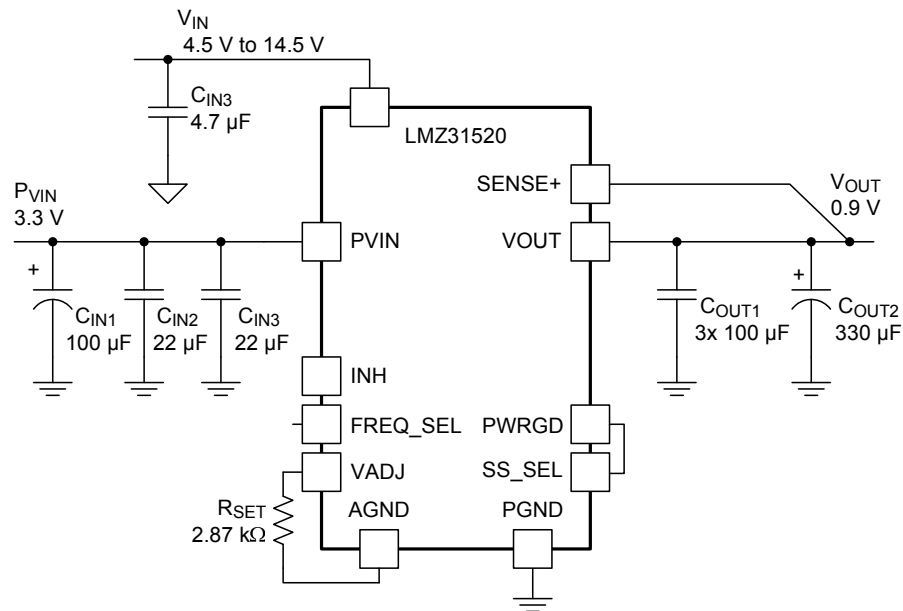 VIN
4.5 V to 14.5 V
CIN3
4.7 µF
LMZ31520
SENSE+
VOUT
0.9 V
PVIN
3.3 V
PVIN
VOUT
+
CIN1
100 µF
CIN2
22 µF
CIN3
22 µF
COUT1
3x 100 µF
+
COUT2
330 µF
INH
FREQ_SEL
PWRGD
VADJ
SS_SEL
RSET
2.87 kΩ
AGND
PGND